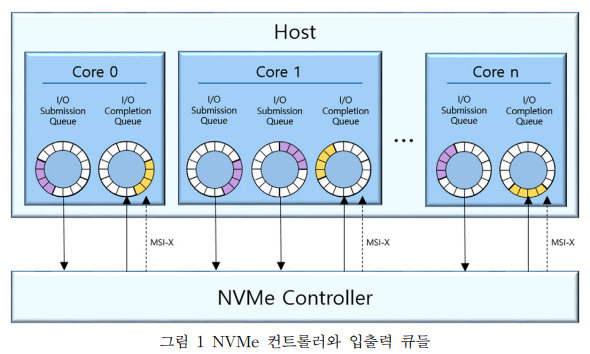 Host
Core 0
I/O
Submission
Queue
I/O
Completion
Queue
Core 1
I/O
Submission
Queue
I/O
Submission
Queue
I/O
Completion
Queue
...
Core n
I/O
Submission
Queue
I/O
Completion
Queue
MSI-X
MSI-X
MSI-X
NVMe Controller
그림 1 NVMe 컨트롤러와 입출력 큐들